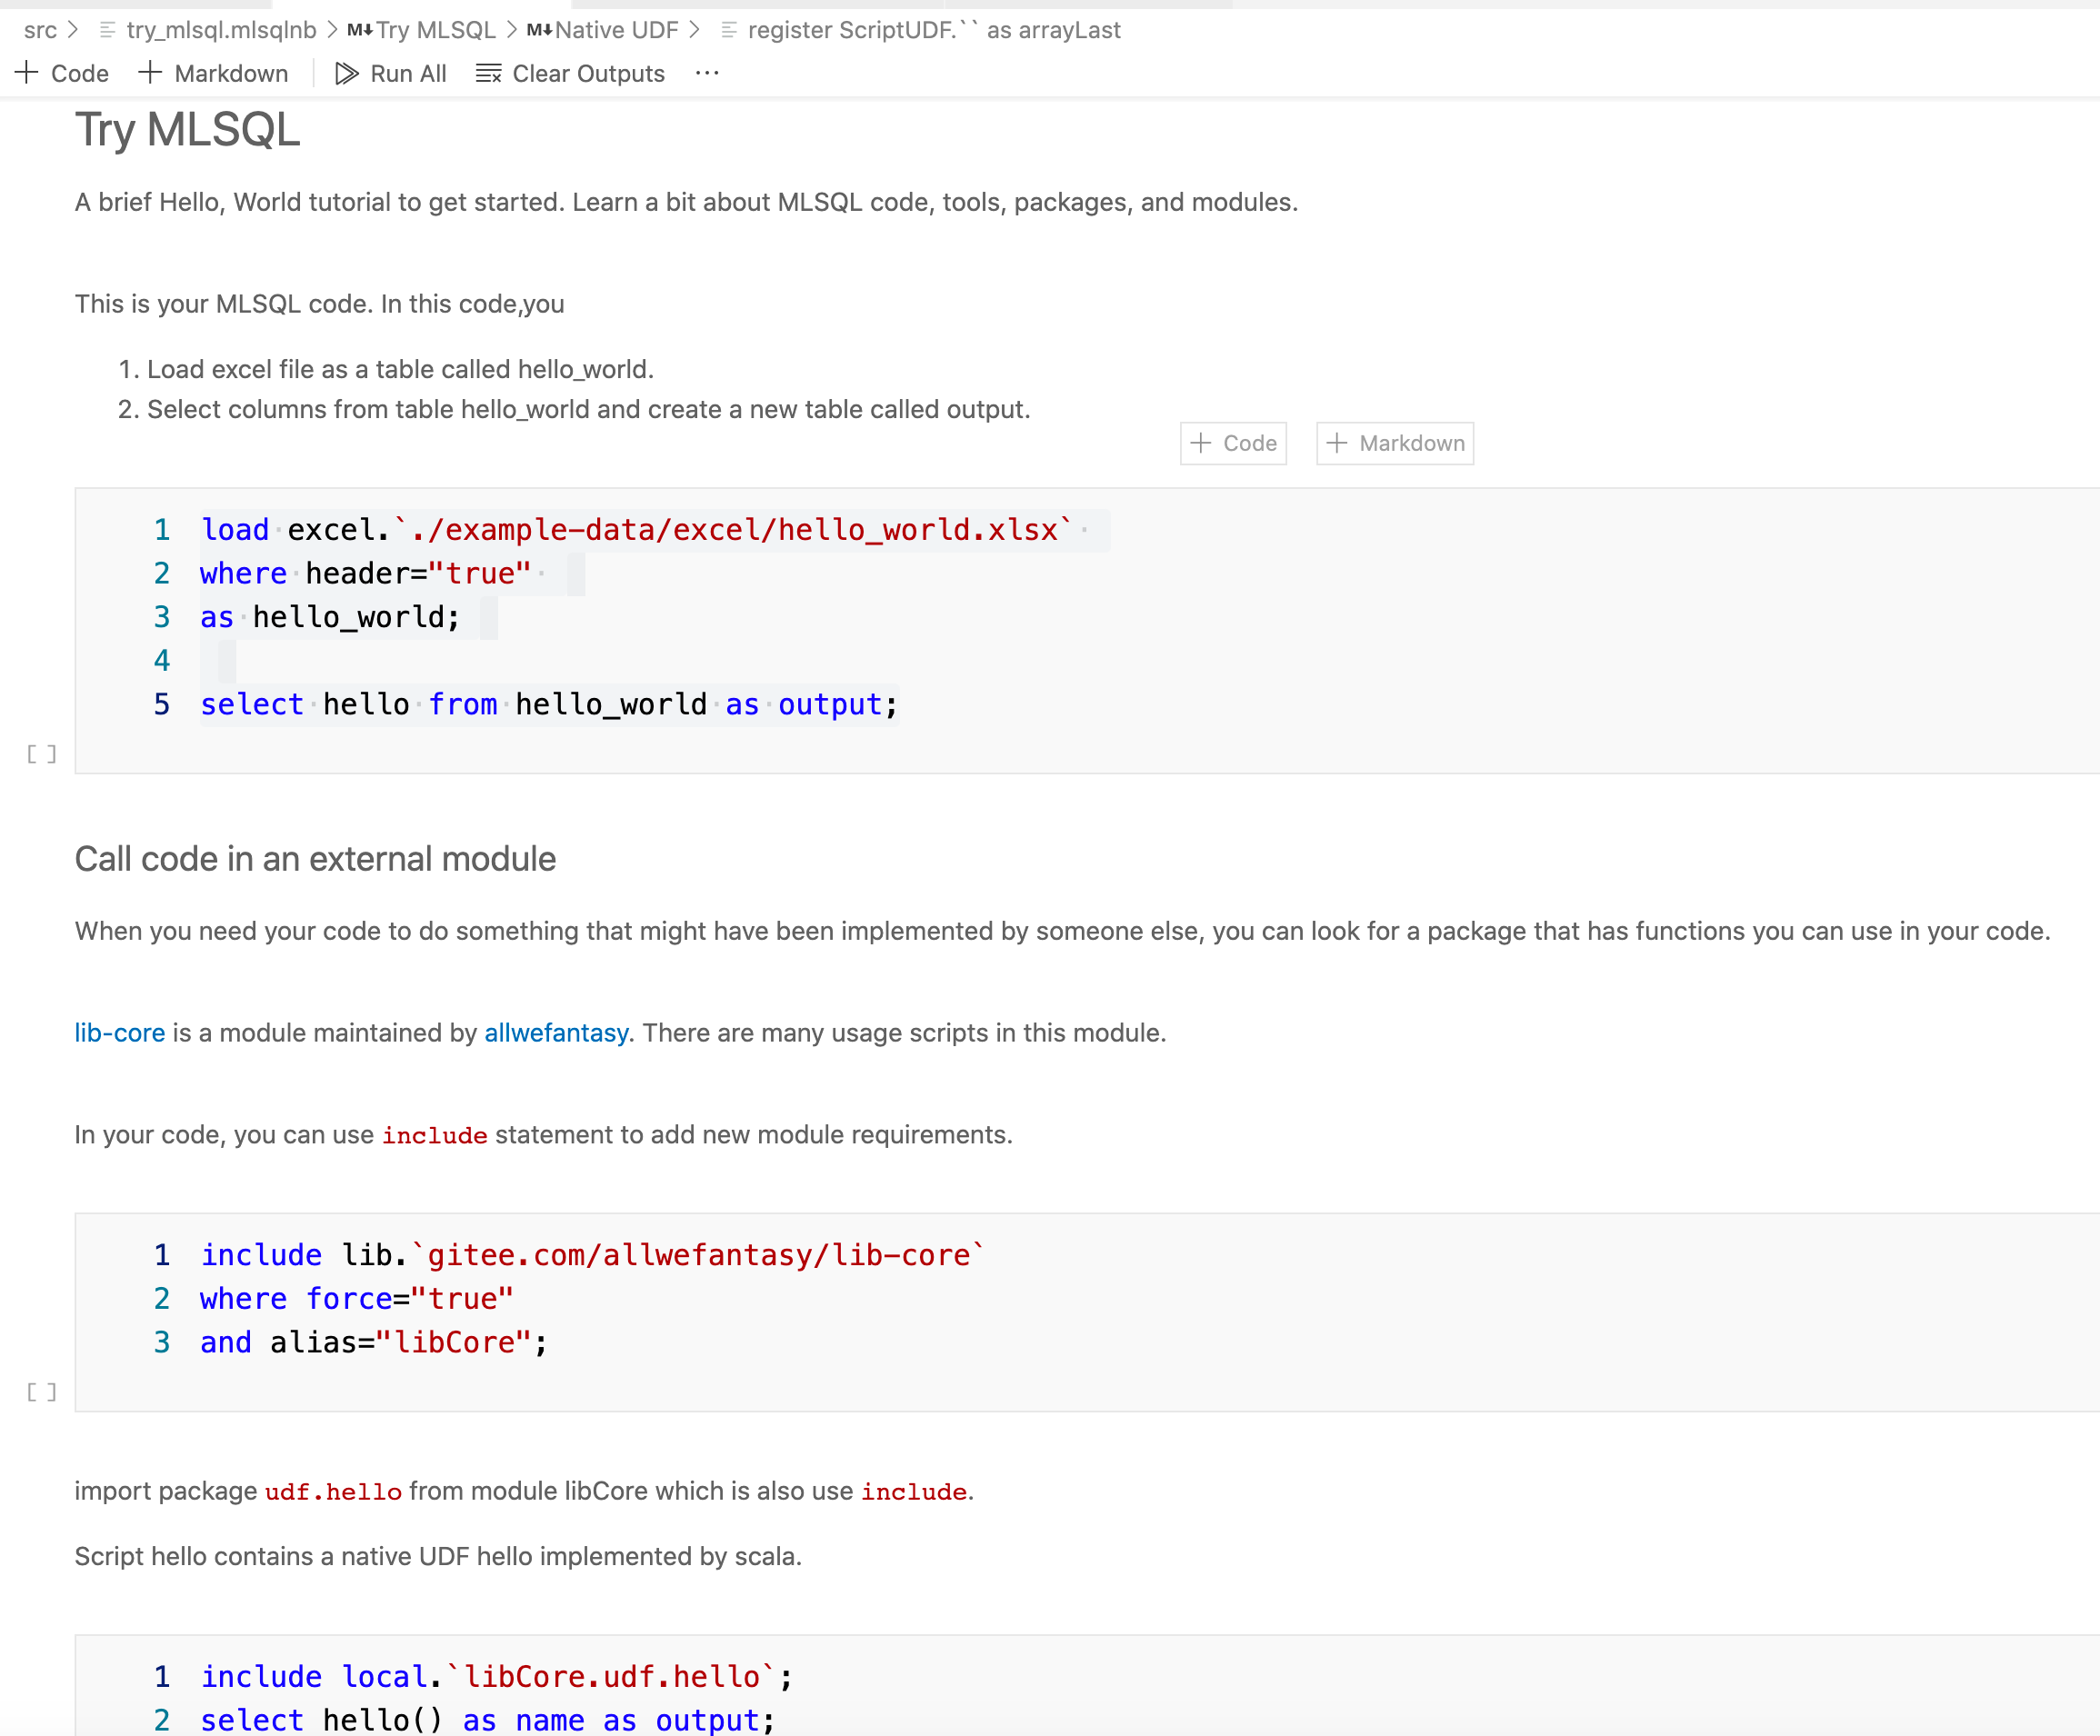 src > try_mlsql.mlsqlnb > M↓Try MLSQL > M↓Native UDF > register ScriptUDF.`` as arrayLast
+ Code + Markdown Run All Clear Outputs ...
Try MLSQL
A brief Hello, World tutorial to get started. Learn a bit about MLSQL code, tools, packages, and modules.
This is your MLSQL code. In this code,you
1. Load excel file as a table called hello_world.
2. Select columns from table hello_world and create a new table called output.
+ Code + Markdown
1 load excel.`./example-data/excel/hello_world.xlsx`
2 where header="true"
3 as hello_world;
4
5 select hello from hello_world as output;
[ ]
Call code in an external module
When you need your code to do something that might have been implemented by someone else, you can look for a package that has functions you can use in your code.
lib-core is a module maintained by allwefantasy. There are many usage scripts in this module.
In your code, you can use include statement to add new module requirements.
1 include lib.`gitee.com/allwefantasy/lib-core`
2 where force="true"
3 and alias="libCore";
[ ]
import package udf.hello from module libCore which is also use include.
Script hello contains a native UDF hello implemented by scala.
1 include local.`libCore.udf.hello`;
2 select hello() as name as output;